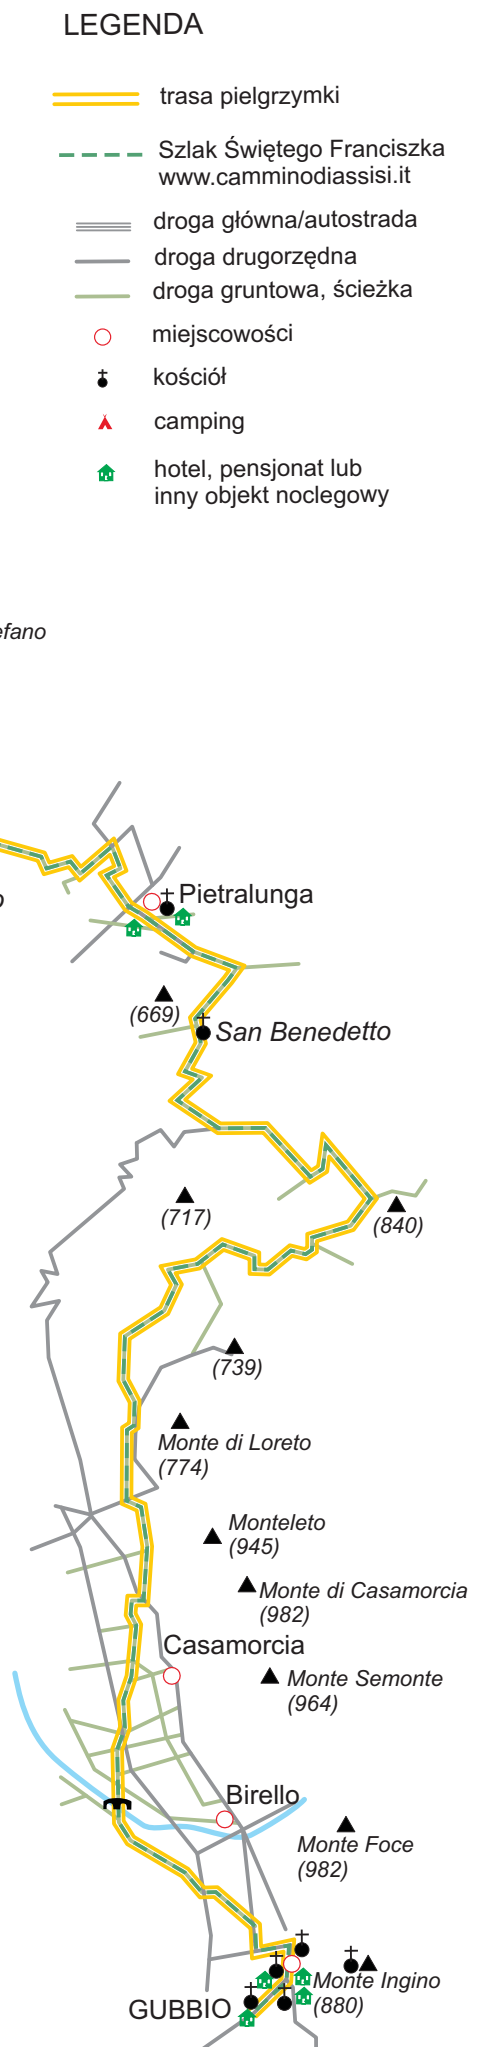 LEGENDA
trasa pielgrzymki
Szlak Świętego Franciszka
www.camminodiassisi.it
droga główna/autostrada
droga drugorzędna
droga gruntowa, ścieżka
miejscowości
kościół
camping
hotel, pensjonat lub
inny objekt noclegowy
efano
Pietralunga
(669)
San Benedetto
(717)
(840)
(739)
Monte di Loreto
(774)
Monteleto
(945)
Monte di Casamorcia
(982)
Casamorcia
Monte Semonte
(964)
Birello
Monte Foce
(982)
Monte Ingino
(880)
GUBBIO